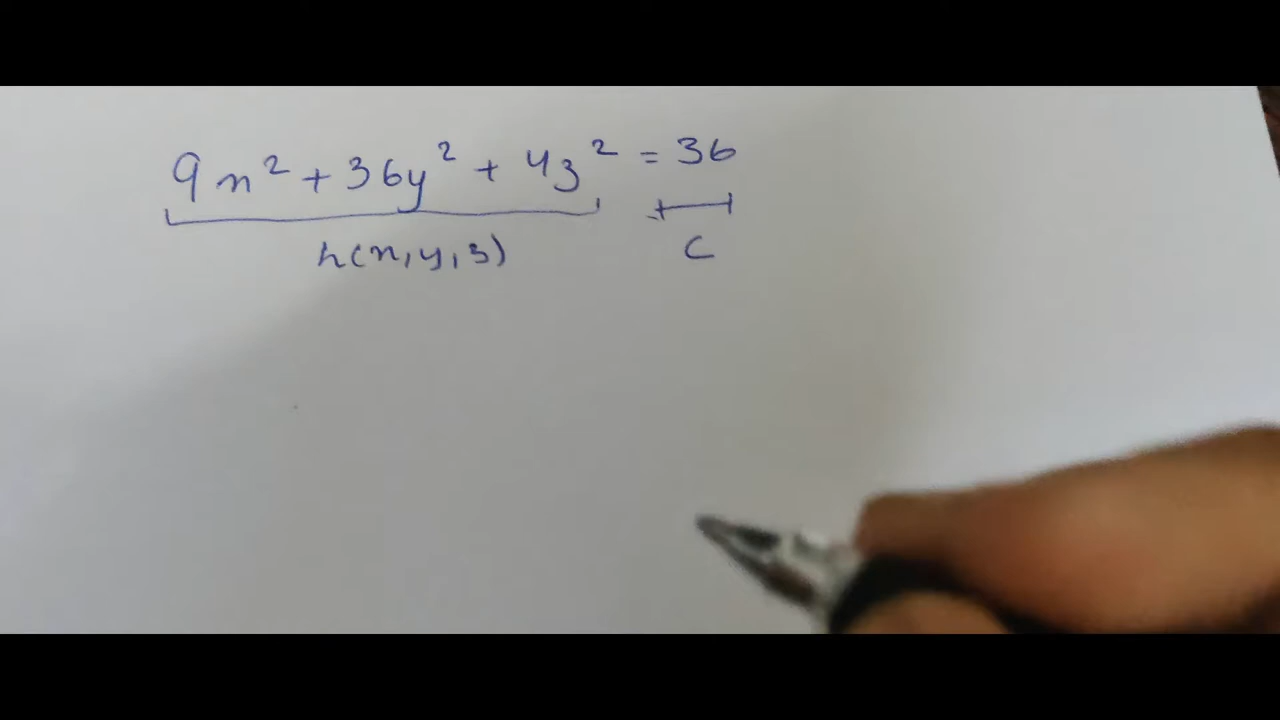 9x² + 36y² + 4z² = 36
h(x,y,z) c